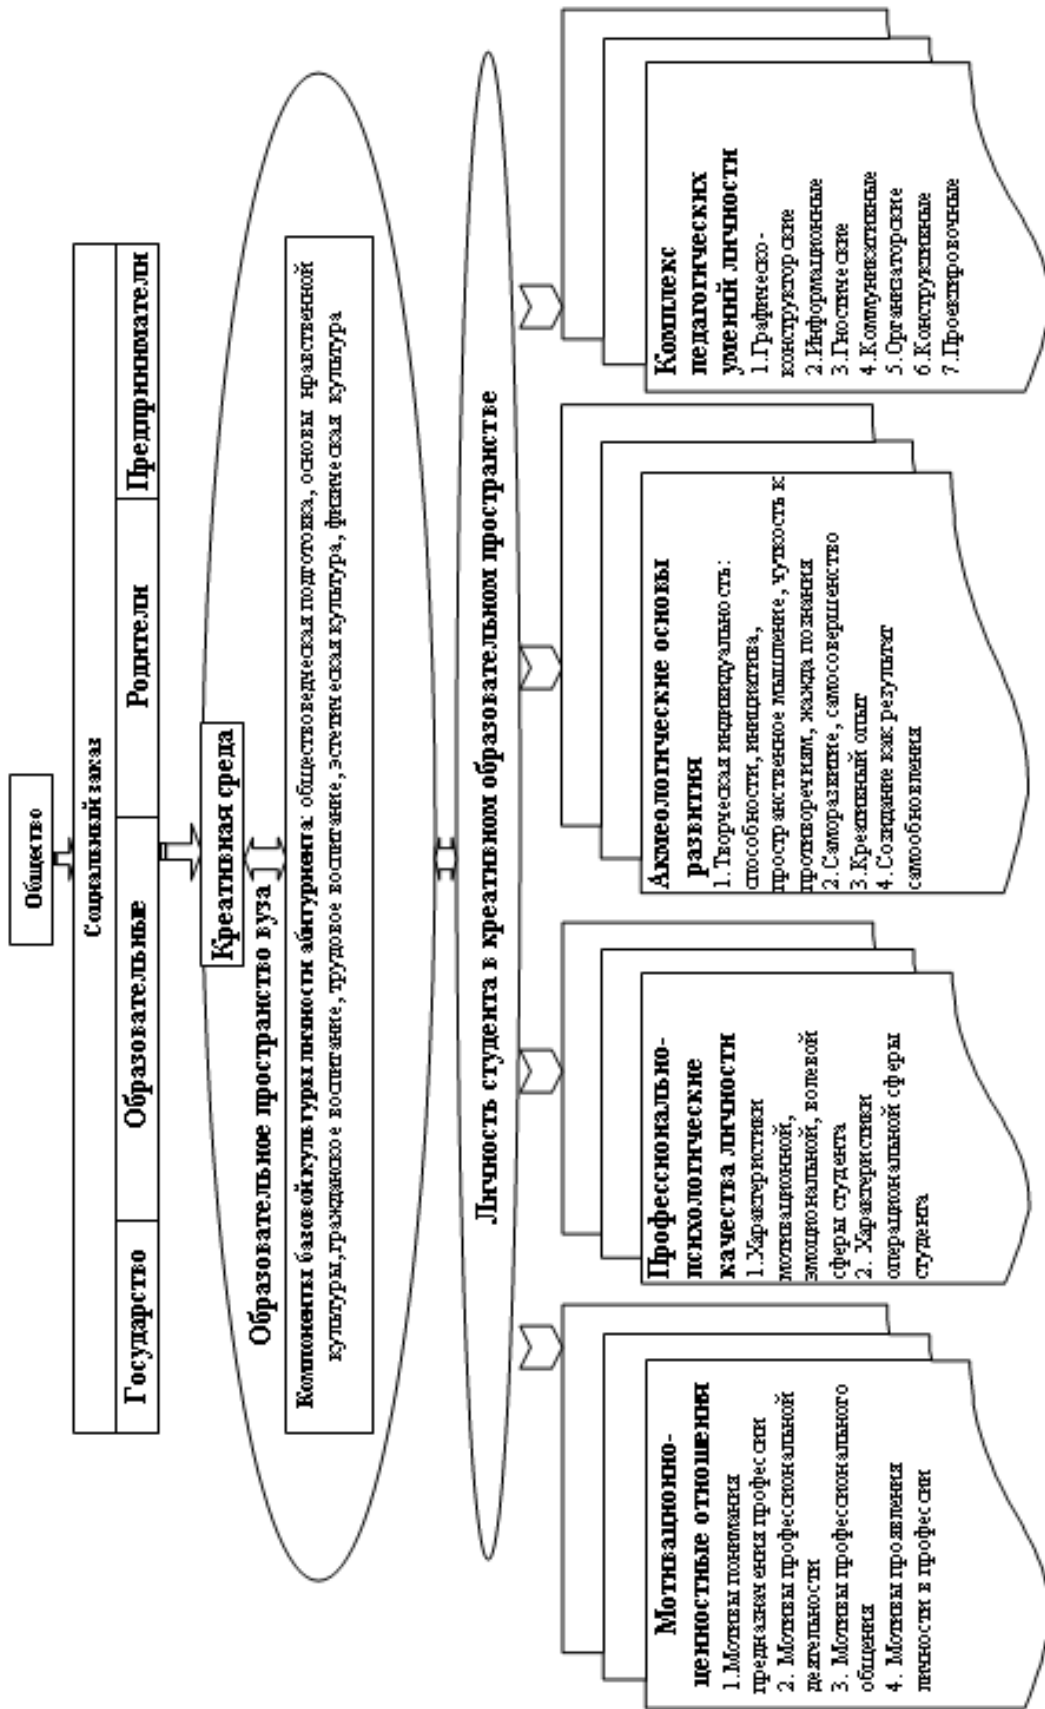 Общество
Социальный заказ
Государство
Образовательные
Родители
Предприниматели
Креативная среда
Образовательное пространство вуза
Компоненты базовой культуры личности абитуриента: обществоведческая подготовка, основы нравственной
культуры, гражданское воспитание, трудовое воспитание, эстетическая культура, физическая культура
Личность студента в креативном образовательном пространстве
Мотивационно-
ценностные отношения
1.Мотивы понимания
предназначения профессии
2. Мотивы профессиональной
деятельности
3. Мотивы профессионального
общения
4. Мотивы проявления
личности в профессии
Профессионально-
психологические
качества личности
1.Характеристики
мотивационной,
эмоциональной, волевой
сферы студента
2. Характеристики
операциональной сферы
студента
Акмеологические основы
развития
1. Творческая индивидуальность:
способности, инициатива,
пространственное мышление, чуткость к
противоречиям, жажда познания
2. Саморазвитие, самосовершенство
3.Креативный опыт
4. Созидание как результат
самообновления
Комплекс
педагогических
умений личности
1.Графическо-
конструкторские
2.Информационные
3.Гностические
4.Коммуникативные
5.Организаторские
6.Конструктивные
7.Проектировочные